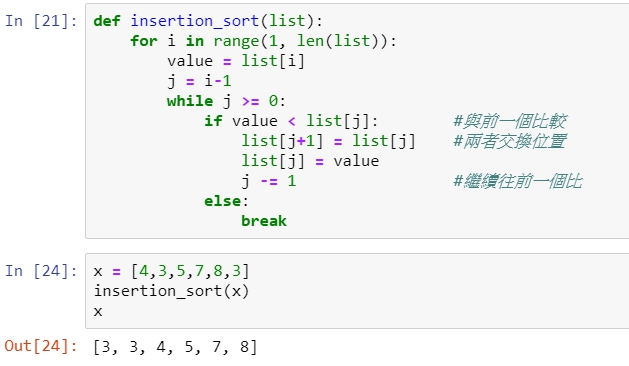 In [21]: def insertion_sort(list):
    for i in range(1, len(list)):
        value = list[i]
        j = i-1
        while j >= 0:
            if value < list[j]:        #與前一個比較
                list[j+1] = list[j]    #兩者交換位置
                list[j] = value
                j -= 1                 #繼續往前一個比
            else:
                break
In [24]: x = [4,3,5,7,8,3]
insertion_sort(x)
x
Out[24]: [3, 3, 4, 5, 7, 8]